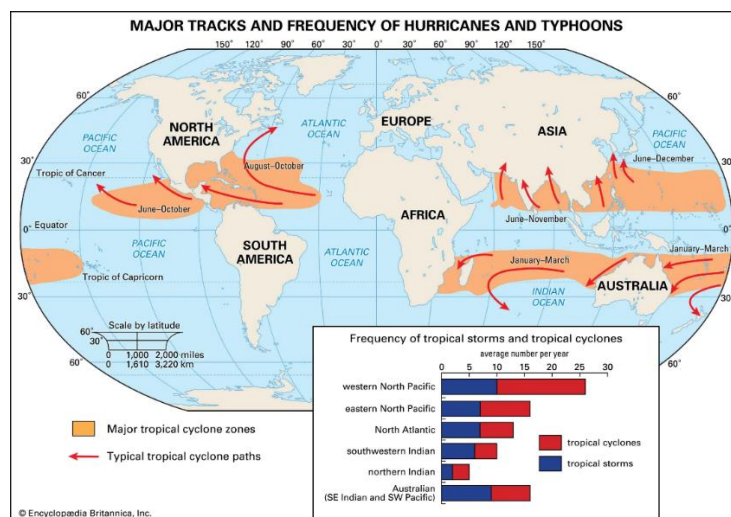 MAJOR TRACKS AND FREQUENCY OF HURRICANES AND TYPHOONS
150° 120° 90° 60° 30° 0° 30° 60° 90° 120° 150°
60°
60°
NORTH
AMERICA
ATLANTIC
OCEAN
EUROPE
ASIA
PACIFIC
OCEAN
PACIFIC
OCEAN
30°
30°
August–October
June–December
Tropic of Cancer
June–October
AFRICA
June–November
Equator
0°
0°
PACIFIC
OCEAN
SOUTH
AMERICA
ATLANTIC
OCEAN
January–March
January–March
Tropic of Capricorn
INDIAN
OCEAN
AUSTRALIA
30°
30°
Scale by latitude
60°
30°
0 1,000 2,000 miles
0 1,610 3,220 km
60°
60°
Major tropical cyclone zones
Typical tropical cyclone paths
Frequency of tropical storms and tropical cyclones
average number per year
0 5 10 15 20 25 30
western North Pacific
eastern North Pacific
North Atlantic
southwestern Indian
northern Indian
Australian
(SE Indian and SW Pacific)
tropical cyclones
tropical storms
© Encyclopædia Britannica, Inc.